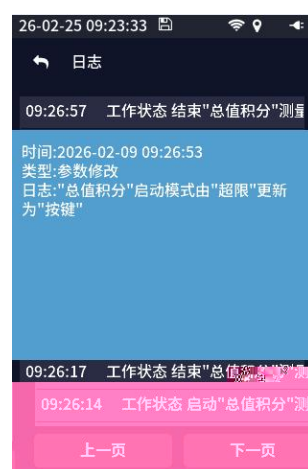 26-02-25 09:23:33
日志
09:26:57 工作状态 结束"总值积分"测量
时间:2026-02-09 09:26:53
类型:参数修改
日志:"总值积分"启动模式由"超限"更新
为"按键"
09:26:17 工作状态 结束"总值
09:26:14 工作状态 启动"总值积分"测
上一页 下一页